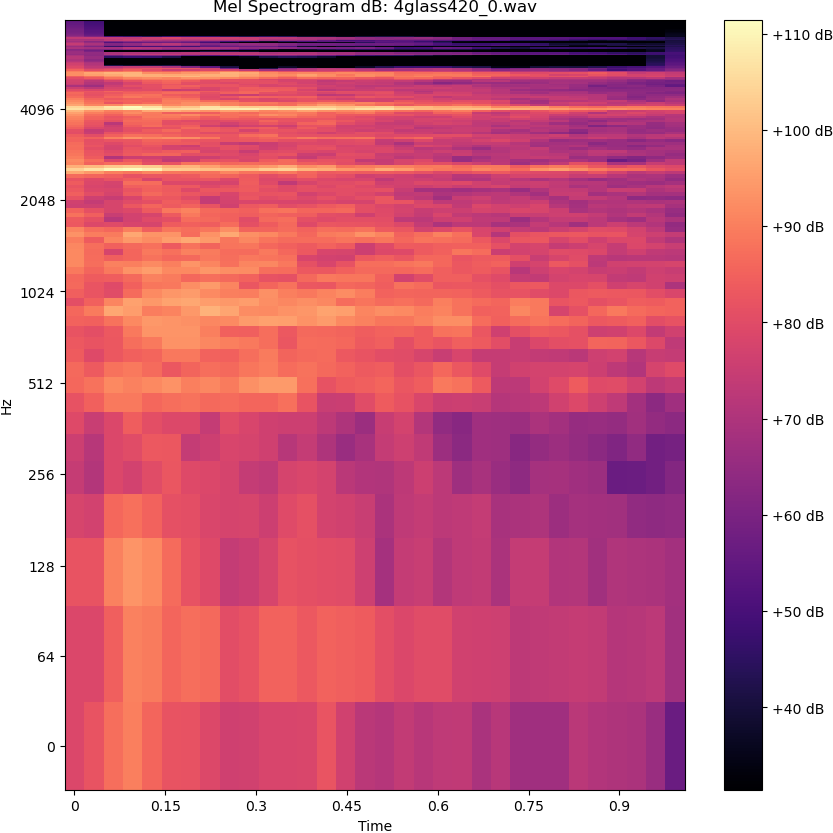 Mel Spectrogram dB: 4glass420_0.wav
+110 dB
4096
+100 dB
2048
+90 dB
1024
+80 dB
512
Hz
+70 dB
256
+60 dB
128
+50 dB
64
+40 dB
0
0 0.15 0.3 0.45 0.6 0.75 0.9
Time